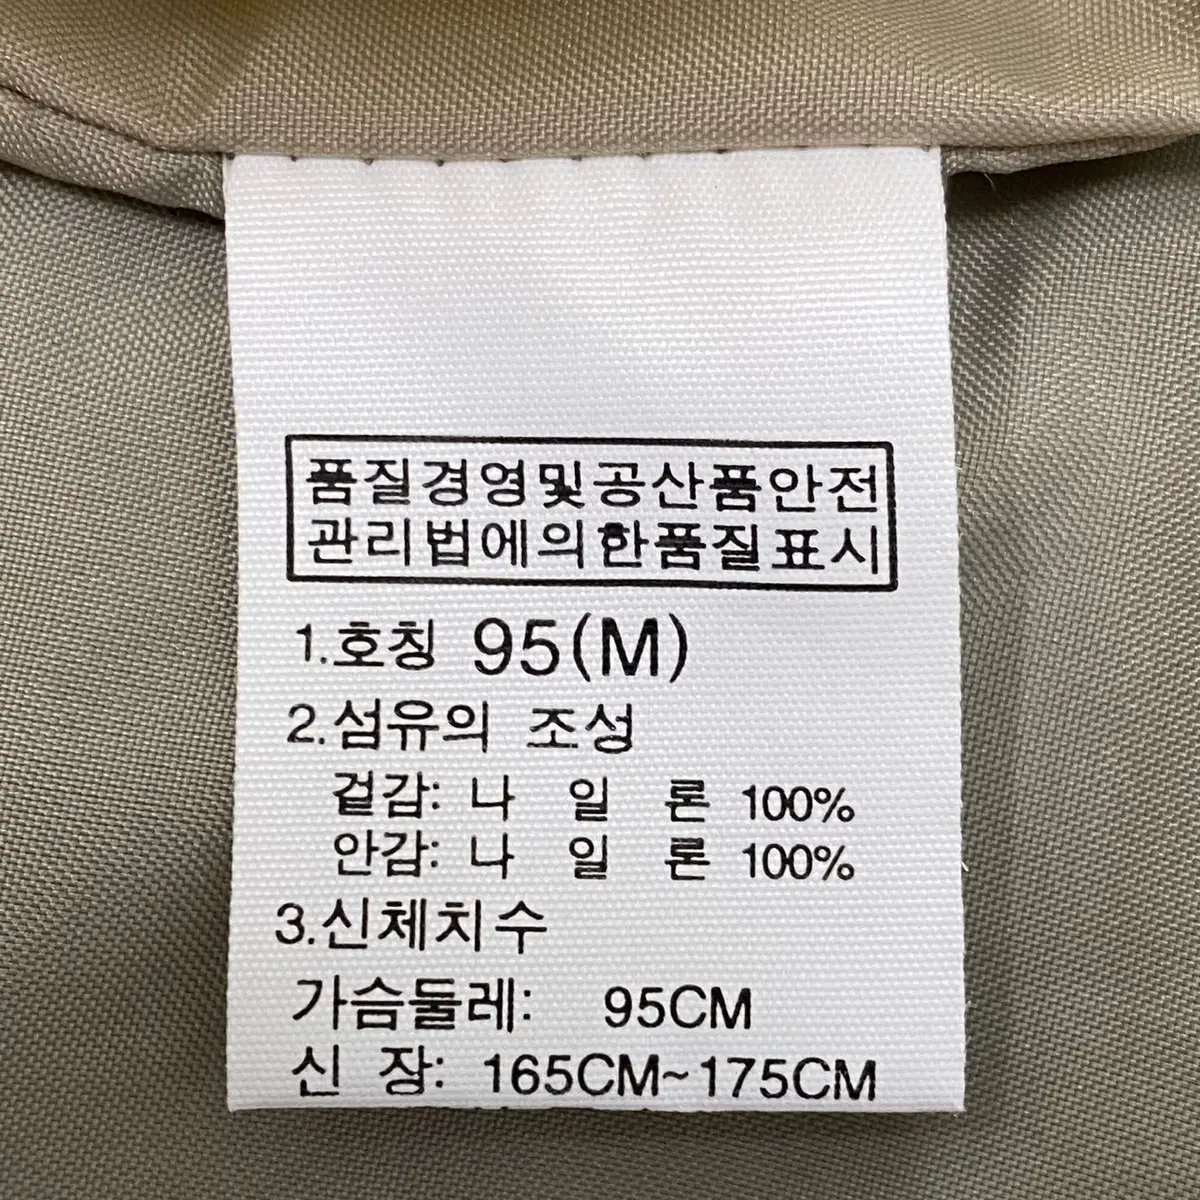 품질경영및공산품안전
관리법에의한품질표시
1.호칭 95(M)
2.섬유의 조성
겉감: 나 일 론 100%
안감: 나 일 론 100%
3.신체치수
가슴둘레: 95CM
신 장: 165CM~175CM